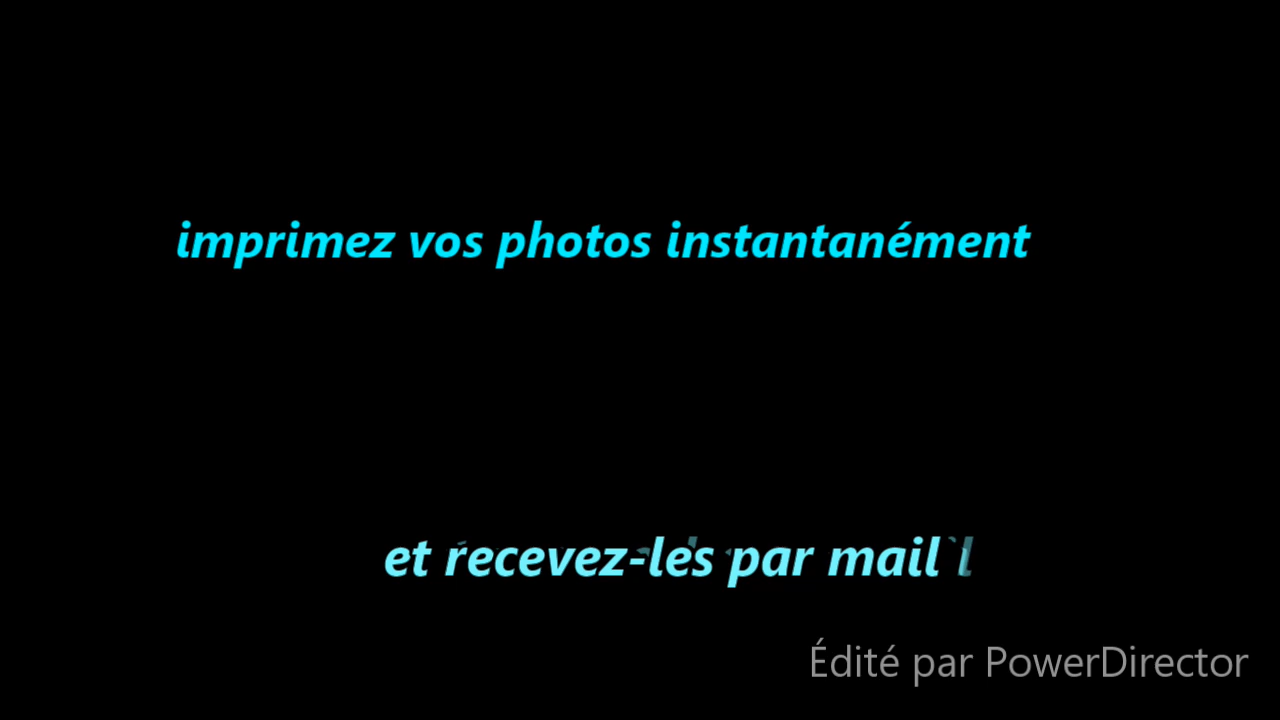 imprimez vos photos instantanément
et recevez-les par mail
Édité par PowerDirector